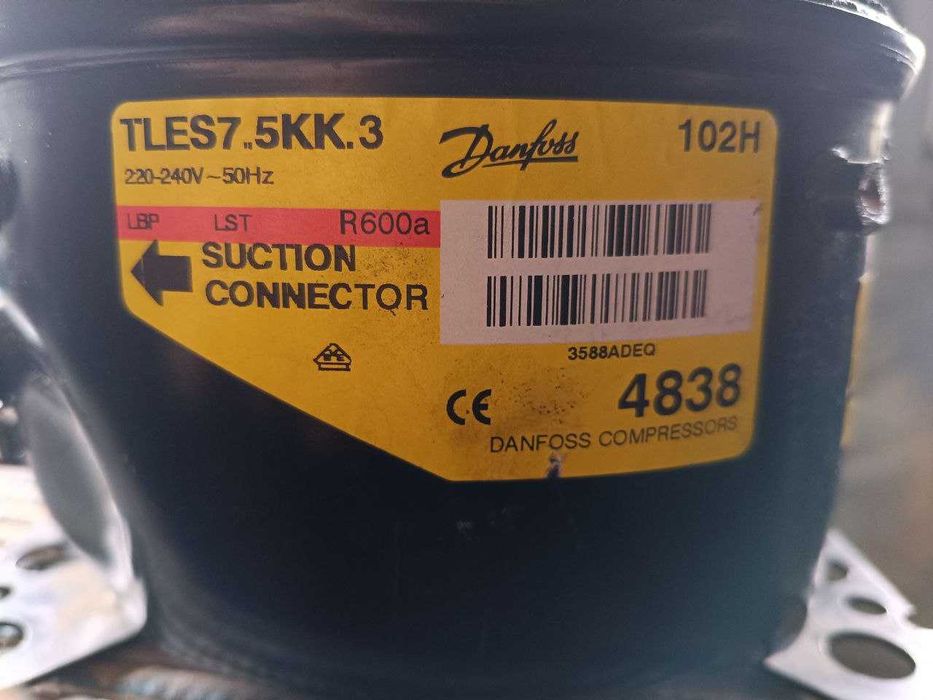 TLES7.5KK.3
220-240V~50Hz
Danfoss
102H
LBP LST R600a
SUCTION
CONNECTOR
3588ADEQ
CE
4838
DANFOSS COMPRESSORS